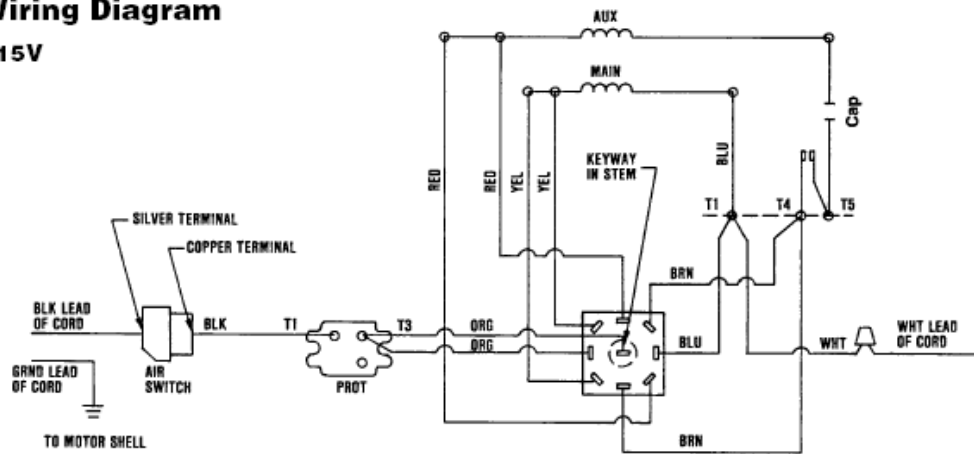 Wiring Diagram
15V
AUX
MAIN
Cap
RED
RED
YEL
YEL
BLU
KEYWAY
IN STEM
T1
T4
T5
SILVER TERMINAL
COPPER TERMINAL
BRN
BLK LEAD
OF CORD
BLK
T1
T3
ORG
ORG
BLU
WHT
WHT LEAD
OF CORD
GRND LEAD
OF CORD
AIR
SWITCH
PROT
TO MOTOR SHELL
BRN